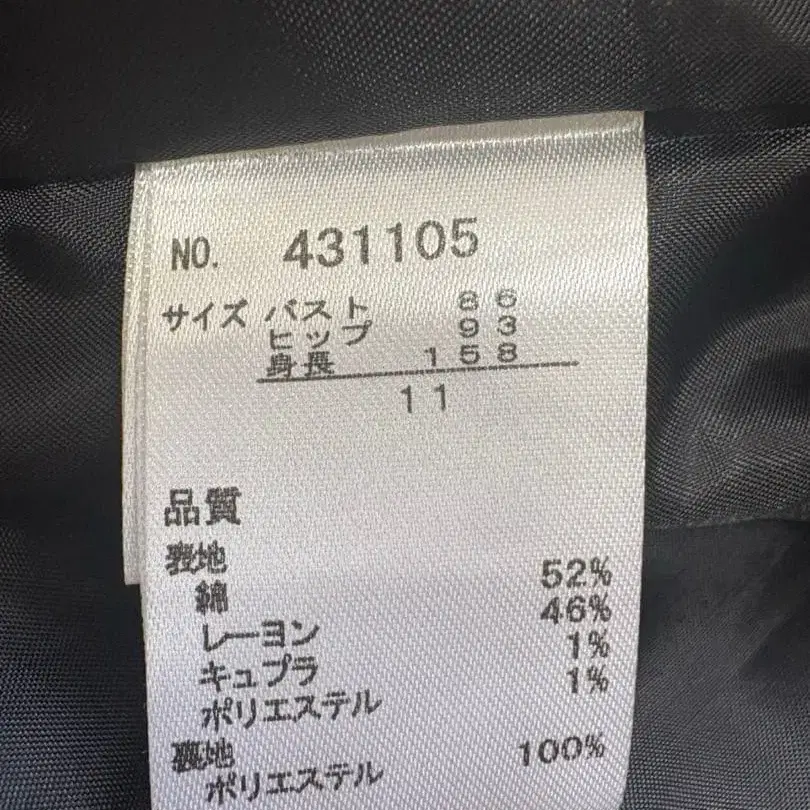 NO. 431105
サイズ バスト 86
ヒップ 93
身長 158
11
品質
表地
綿 52%
レーヨン 46%
キュプラ 1%
ポリエステル 1%
裏地
ポリエステル 100%